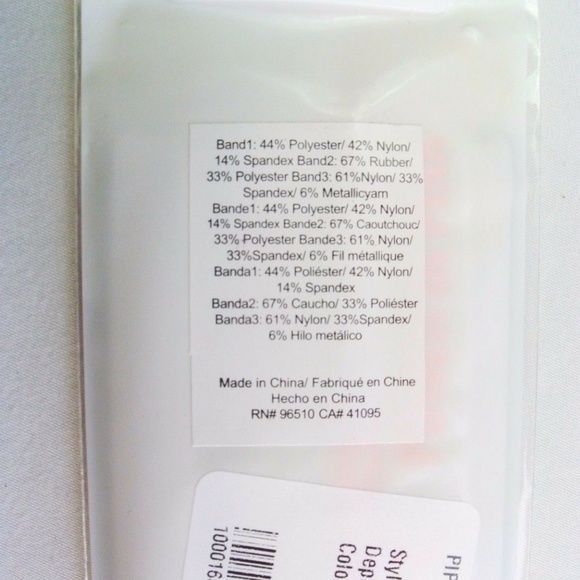 Band1: 44% Polyester/ 42% Nylon/
14% Spandex Band2: 67% Rubber/
33% Polyester Band3: 61%Nylon/ 33%
Spandex/ 6% Metallicyarn
Bande1: 44% Polyester/ 42% Nylon/
14% Spandex Bande2: 67% Caoutchouc/
33% Polyester Bande3: 61% Nylon/
33%Spandex/ 6% Fil métallique
Banda1: 44% Poliéster/ 42% Nylon/
14% Spandex
Banda2: 67% Caucho/ 33% Poliéster
Banda3: 61% Nylon/ 33%Spandex/
6% Hilo metálico
Made in China/ Fabriqué en Chine
Hecho en China
RN# 96510 CA# 41095
Styl
Dep
Colo